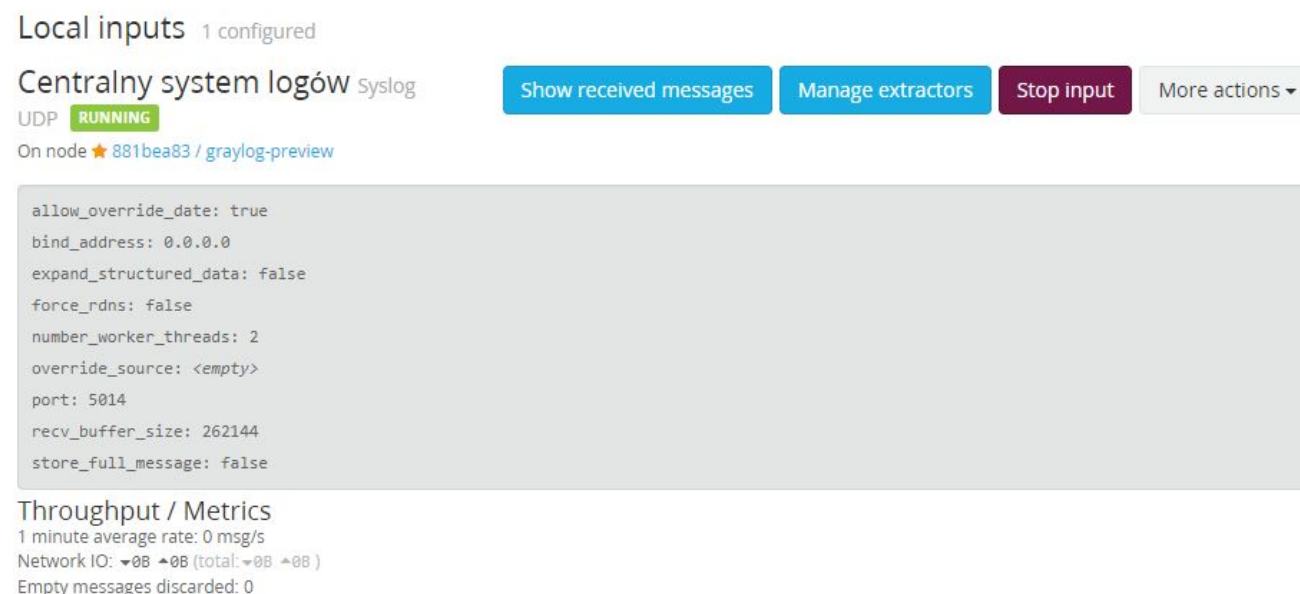 Local inputs 1 configured
Centralny system logów Syslog
UDP RUNNING
Show received messages
Manage extractors
Stop input
More actions
On node 881bea83 / graylog-preview
allow_override_date: true
bind_address: 0.0.0.0
expand_structured_data: false
force_rdns: false
number_worker_threads: 2
override_source: <empty>
port: 5014
recv_buffer_size: 262144
store_full_message: false
Throughput / Metrics
1 minute average rate: 0 msg/s
Network IO: 0B 0B (total: 0B 0B )
Empty messages discarded: 0